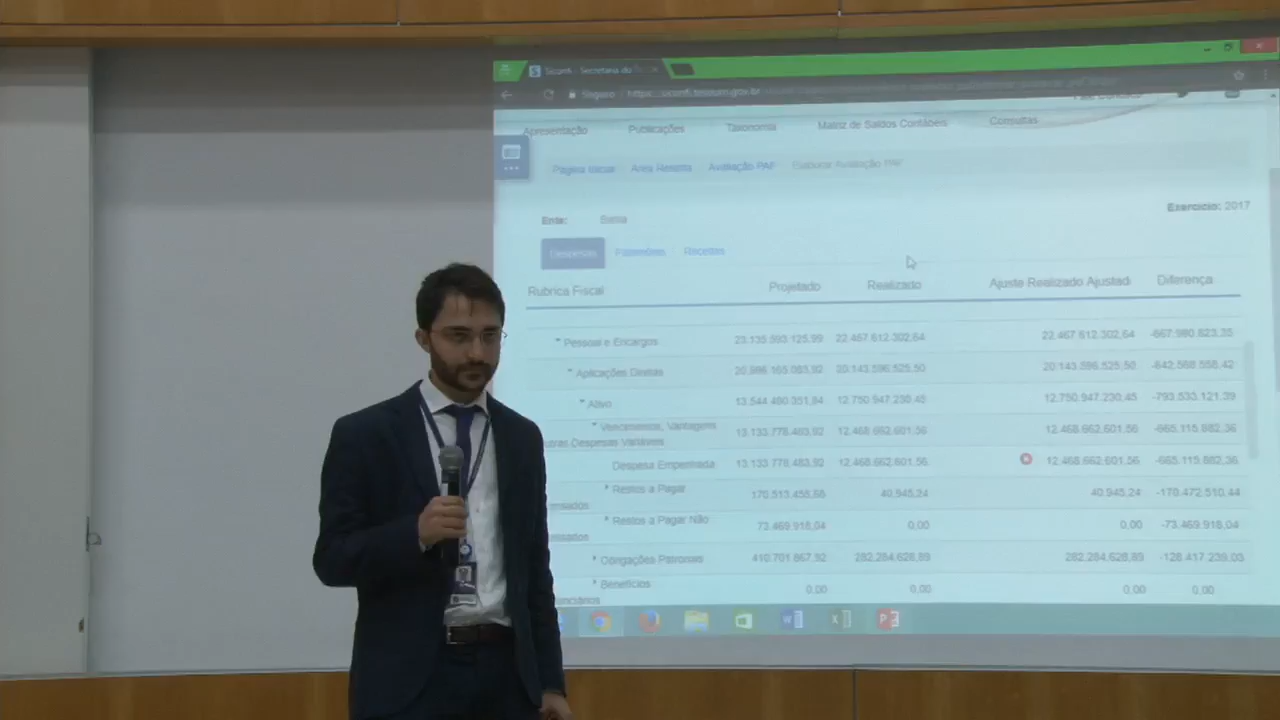 Siconfi - Secretaria do
Seguro https://siconfi.tesouro.gov.br
Apresentação Publicações Taxonomia Matriz de Saldos Contábeis Consultas
Página Inicial Área Restrita Avaliação PAF Elaborar Avaliação PAF
Exercício: 2017
Ente: Bahia
Despesas Receitas
Rubrica Fiscal Projetado Realizado Ajuste Realizado Ajustado Diferença
Pessoal e Encargos 23.135.593.125,99 22.467.612.302,64 22.467.612.302,64 -667.980.823,35
Aplicações Diretas 20.986.165.083,92 20.143.596.525,50 20.143.596.525,50 -842.568.558,42
Ativo 13.544.480.351,84 12.750.947.230,45 12.750.947.230,45 -793.533.121,39
Vencimentos, Vantagens
utras Despesas Variáveis 13.133.778.483,92 12.468.662.601,56 12.468.662.601,56 -665.115.882,36
Despesa Empenhada 13.133.778.483,92 12.468.662.601,56 12.468.662.601,56 -665.115.882,36
Restos a Pagar
essados 170.513.455,68 40.945,24 40.945,24 -170.472.510,44
Restos a Pagar Não
essados 73.469.918,04 0,00 0,00 -73.469.918,04
Obrigações Patronais 410.701.867,92 282.284.628,89 282.284.628,89 -128.417.239,03
Benefícios
enciários 0,00 0,00 0,00 0,00